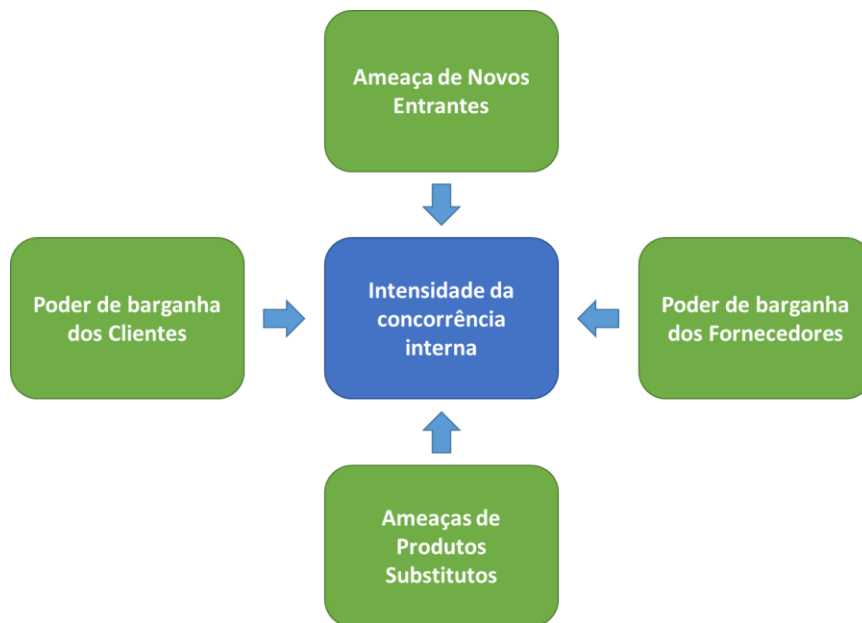 Ameaça de Novos
Entrantes
Poder de barganha
dos Clientes
Intensidade da
concorrência
interna
Poder de barganha
dos Fornecedores
Ameaças de
Produtos
Substitutos